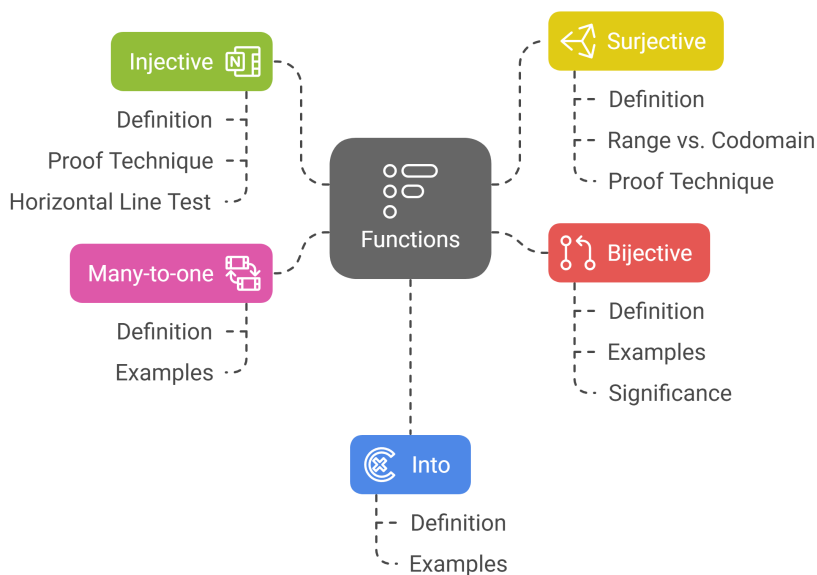 Injective
Definition
Proof Technique
Horizontal Line Test
Many-to-one
Definition
Examples
Functions
Surjective
Definition
Range vs. Codomain
Proof Technique
Bijective
Definition
Examples
Significance
Into
Definition
Examples